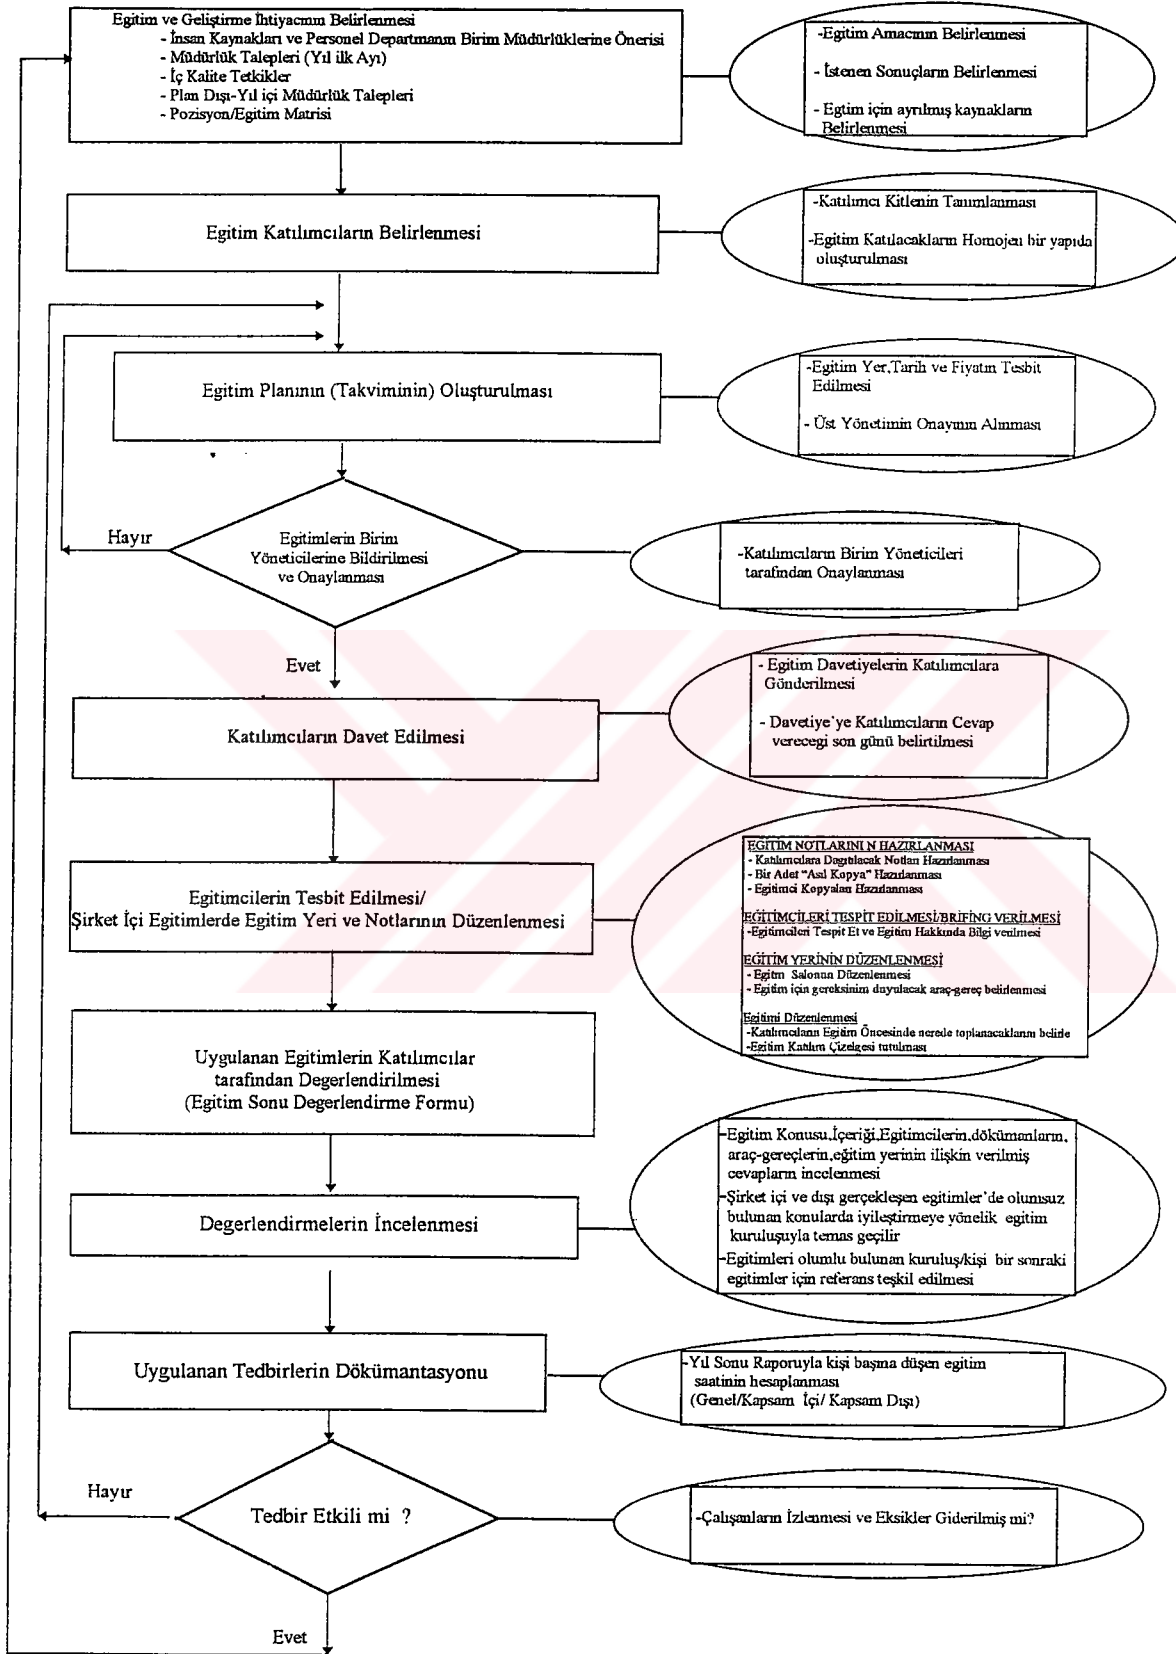 Egitim ve Geliştirme İhtiyacının Belirlenmesi
- İnsan Kaynakları ve Personel Departmanın Birim Müdürlüklerine Önerisi
- Müdürlük Talepleri (Yıl ilk Ayı)
- İç Kalite Tetkikler
- Plan Dışı-Yıl içi Müdürlük Talepleri
- Pozisyon/Egitim Matrisi
-Egitim Amacının Belirlenmesi
- İstenen Sonuçların Belirlenmesi
- Egtim için ayrılmış kaynakların
Belirlenmesi
Egitim Katılımcıların Belirlenmesi
-Katılımcı Kitlenin Tanımlanması
-Egitim Katılacakların Homojen bir yapıda
oluşturulması
Egitim Planının (Takviminin) Oluşturulması
-Egitim Yer,Tarih ve Fiyatın Tesbit
Edilmesi
- Üst Yönetimin Onayının Alınması
Hayır
Egitimlerin Birim
Yöneticilerine Bildirilmesi
ve Onaylanması
-Katılımcıların Birim Yöneticileri
tarafından Onaylanması
Evet
Katılımcıların Davet Edilmesi
- Egitim Davetiyelerin Katılımcılara
Gönderilmesi
- Davetiye'ye Katılımcıların Cevap
verecegi son günü belirtilmesi
Egitimcilerin Tesbit Edilmesi/
Şirket İçi Egitimlerde Egitim Yeri ve Notlarının Düzenlenmesi
EGİTİM NOTLARINI N HAZIRLANMASI
- Katılımcılara Dagıtılacak Notları Hazırlanması
- Bir Adet "Asıl Kopya" Hazırlanması
- Egitimci Kopyaları Hazırlanması
EĞİTİMCİLERİ TESPİT EDİLMESİ/BRİFİNG VERİLMESİ
-Egitimcileri Tespit Et ve Egitim Hakkında Bilgi verilmesi
EĞİTİM YERİNİN DÜZENLENMESİ
- Egitm Salonun Düzenlenmesi
- Egitim için gereksinim duyulacak araç-gereç belirlenmesi
Egitimi Düzenlenmesi
-Katılımcıların Egitim Öncesinde nerede toplanacaklarını belirle
-Egitim Katılım Çizelgesi tutulması
Uygulanan Egitimlerin Katılımcılar
tarafından Degerlendirilmesi
(Egitim Sonu Degerlendirme Formu)
Degerlendirmelerin İncelenmesi
-Egitim Konusu,İçeriği,Egitimcilerin,dökümanların,
araç-gereçlerin,eğitim yerinin ilişkin verilmiş
cevapların incelenmesi
-Şirket içi ve dışı gerçekleşen egitimler'de olumsuz
bulunan konularda iyileştirmeye yönelik egitim
kuruluşuyla temas geçilir
-Egitimleri olumlu bulunan kuruluş/kişi bir sonraki
egitimler için referans teşkil edilmesi
Uygulanan Tedbirlerin Dökümantasyonu
-Yıl Sonu Raporuyla kişi başına düşen egitim
saatinin hesaplanması
(Genel/Kapsam İçi/ Kapsam Dışı)
Hayır
Tedbir Etkili mi ?
-Çalışanların İzlenmesi ve Eksikler Giderilmiş mi?
Evet